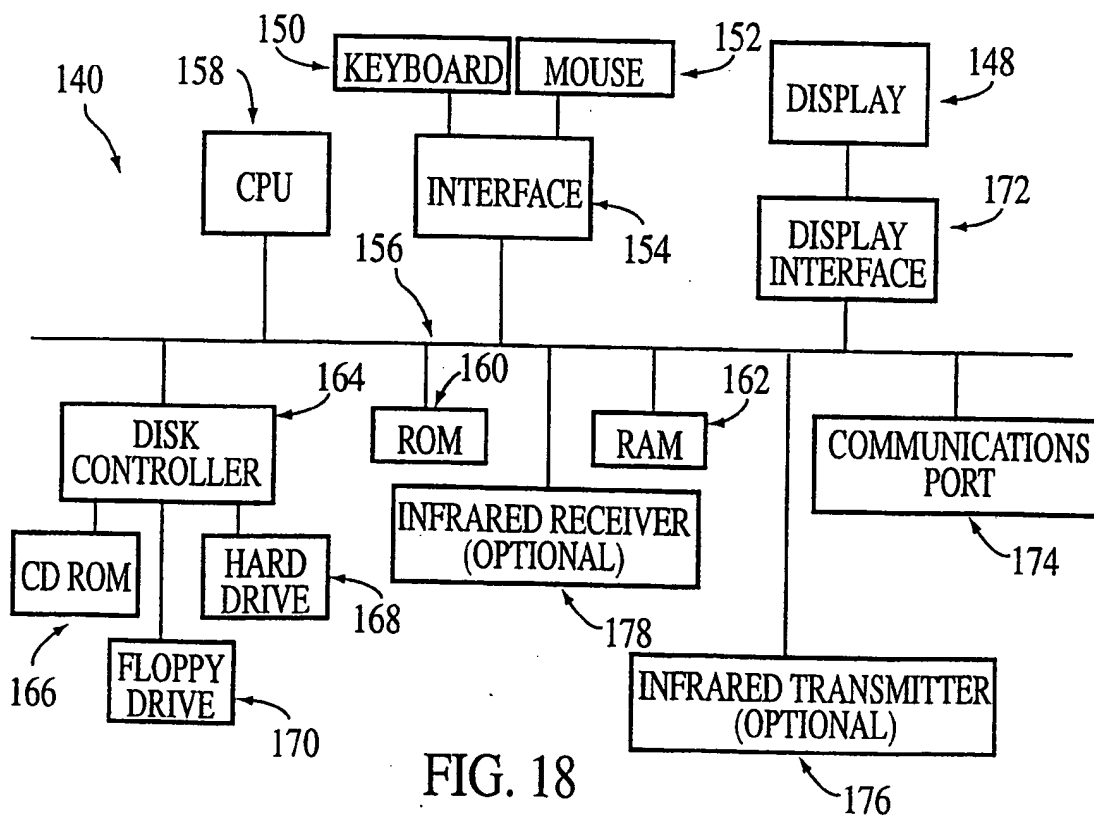 150
KEYBOARD
MOUSE
152
158
140
DISPLAY
148
CPU
INTERFACE
154
172
DISPLAY
INTERFACE
156
164
DISK
CONTROLLER
160
ROM
162
RAM
COMMUNICATIONS
PORT
174
INFRARED RECEIVER
(OPTIONAL)
178
CD ROM
166
HARD
DRIVE
168
FLOPPY
DRIVE
170
INFRARED TRANSMITTER
(OPTIONAL)
176
FIG. 18